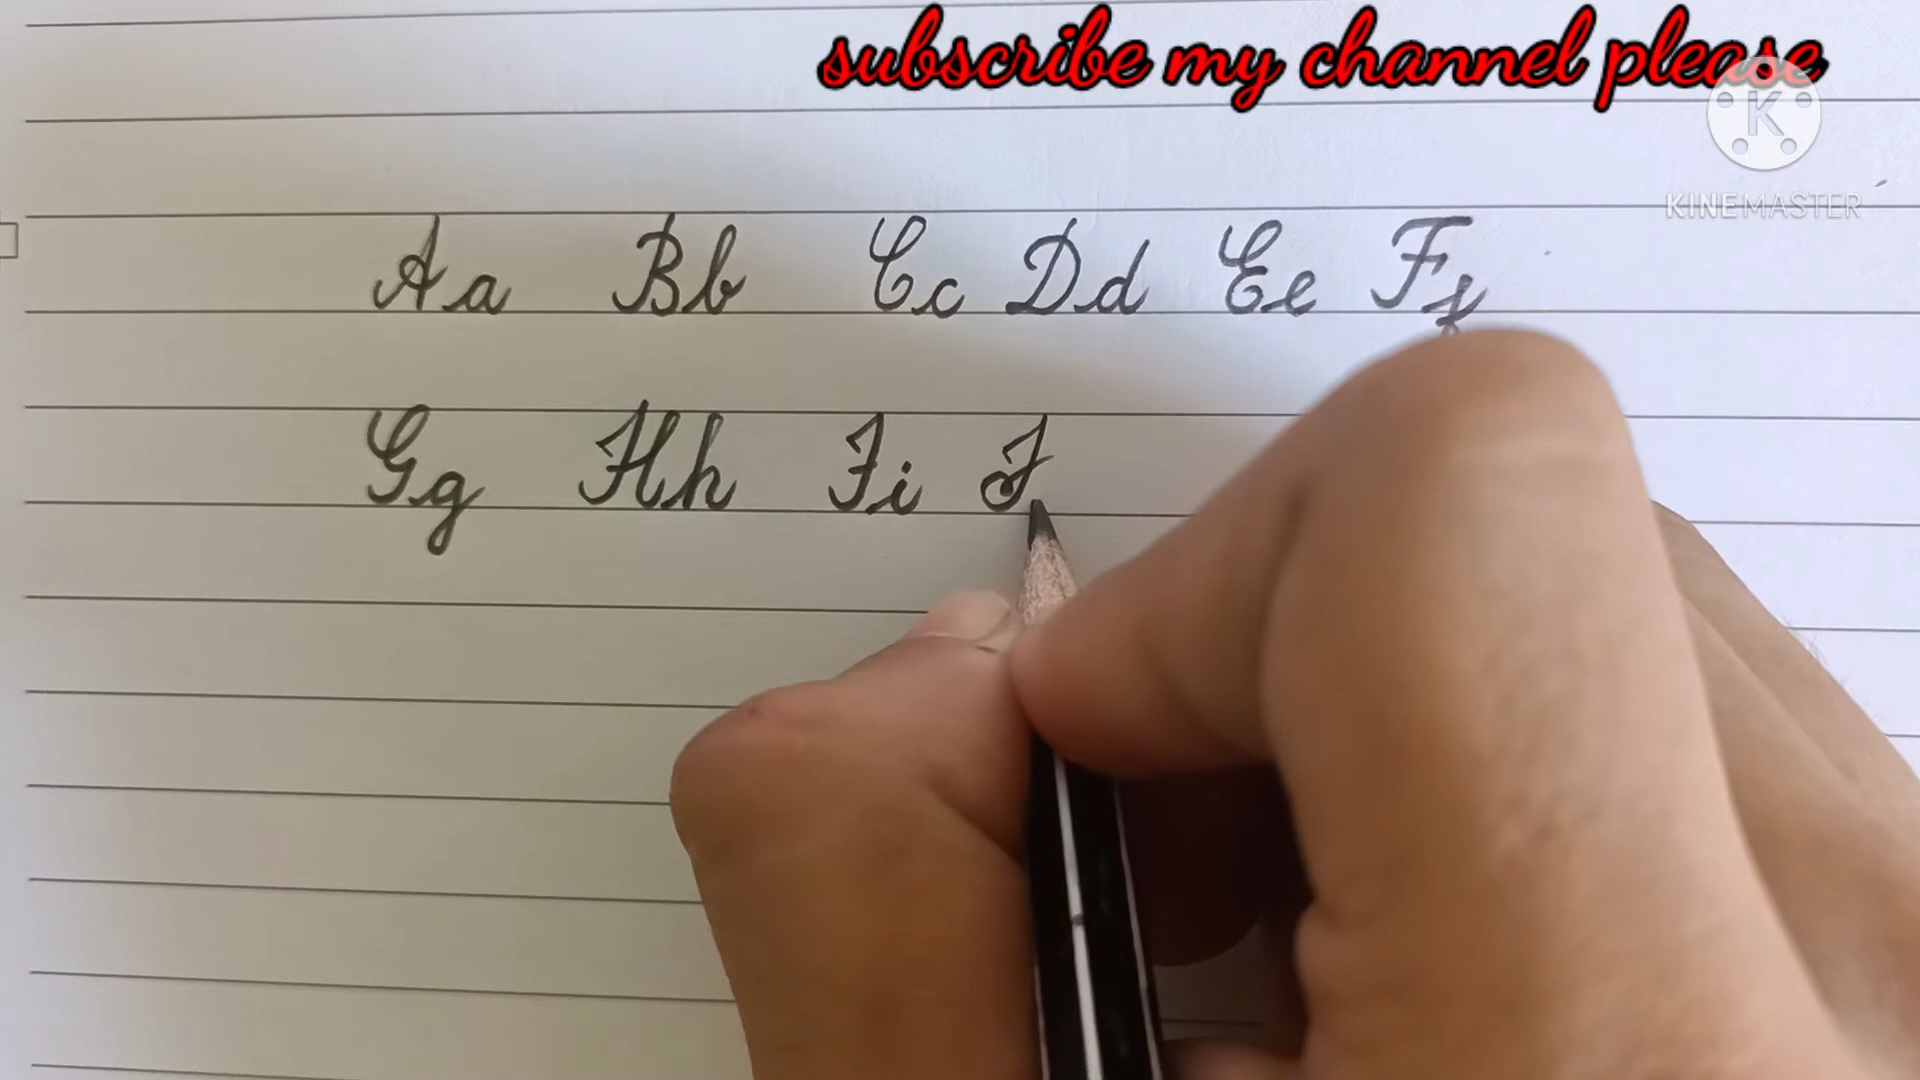 subscribe my channel please
K
KINEMASTER
Aa Bb Cc Dd Ee Ff
Gg Hh Ii J